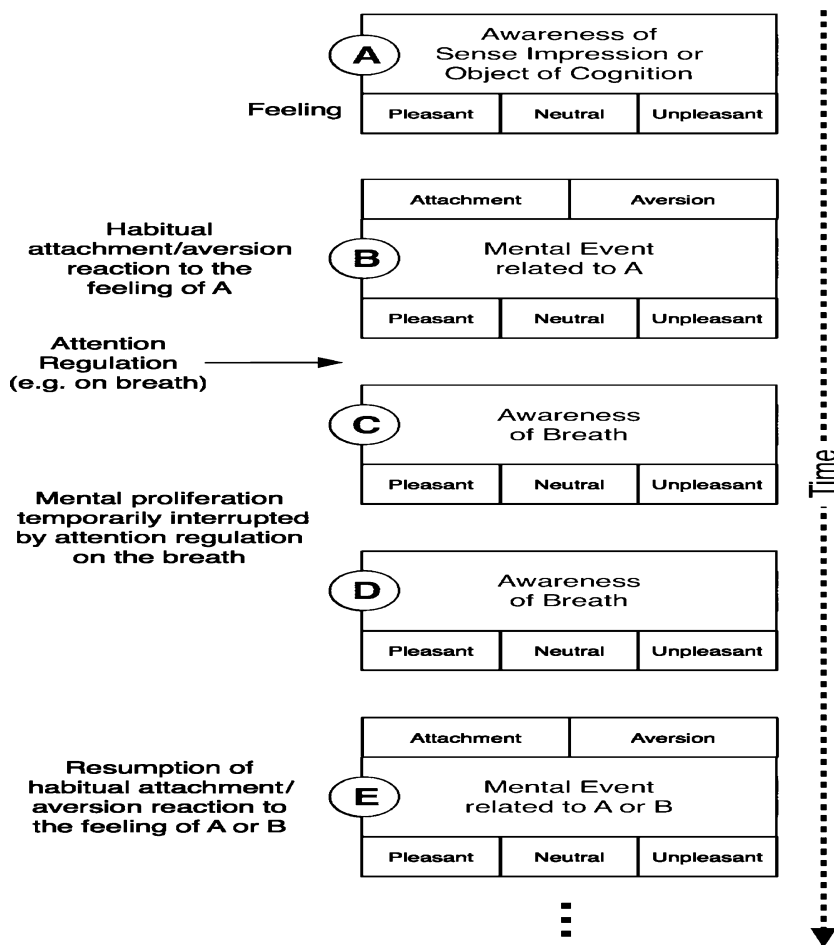 Awareness of
Sense Impression or
Object of Cognition
A
Feeling
Pleasant Neutral Unpleasant
Attachment Aversion
Habitual
attachment/aversion
reaction to the
feeling of A
B
Mental Event
related to A
Pleasant Neutral Unpleasant
Attention
Regulation
(e.g. on breath)
C
Awareness
of Breath
Pleasant Neutral Unpleasant
Time
Mental proliferation
temporarily interrupted
by attention regulation
on the breath
D
Awareness
of Breath
Pleasant Neutral Unpleasant
Attachment Aversion
Resumption of
habitual attachment/
aversion reaction to
the feeling of A or B
E
Mental Event
related to A or B
Pleasant Neutral Unpleasant